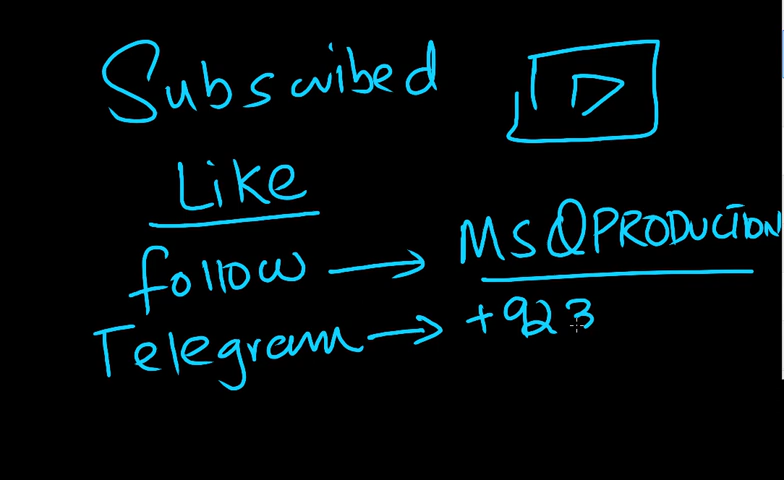 Subscribed
Like
follow → MSQPRODUCTION
Telegram → +923